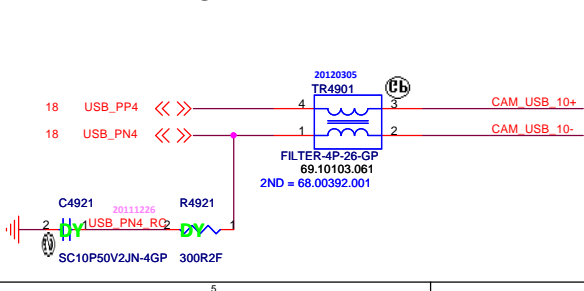 20120305
TR4901
18 USB_PP4 4 3 CAM_USB_10+
18 USB_PN4 1 2 CAM_USB_10-
FILTER-4P-26-GP
69.10103.061
2ND = 68.00392.001
C4921 20111226 R4921
2 DY 1 USB_PN4_RC 2 DY 1
SC10P50V2JN-4GP 300R2F
5